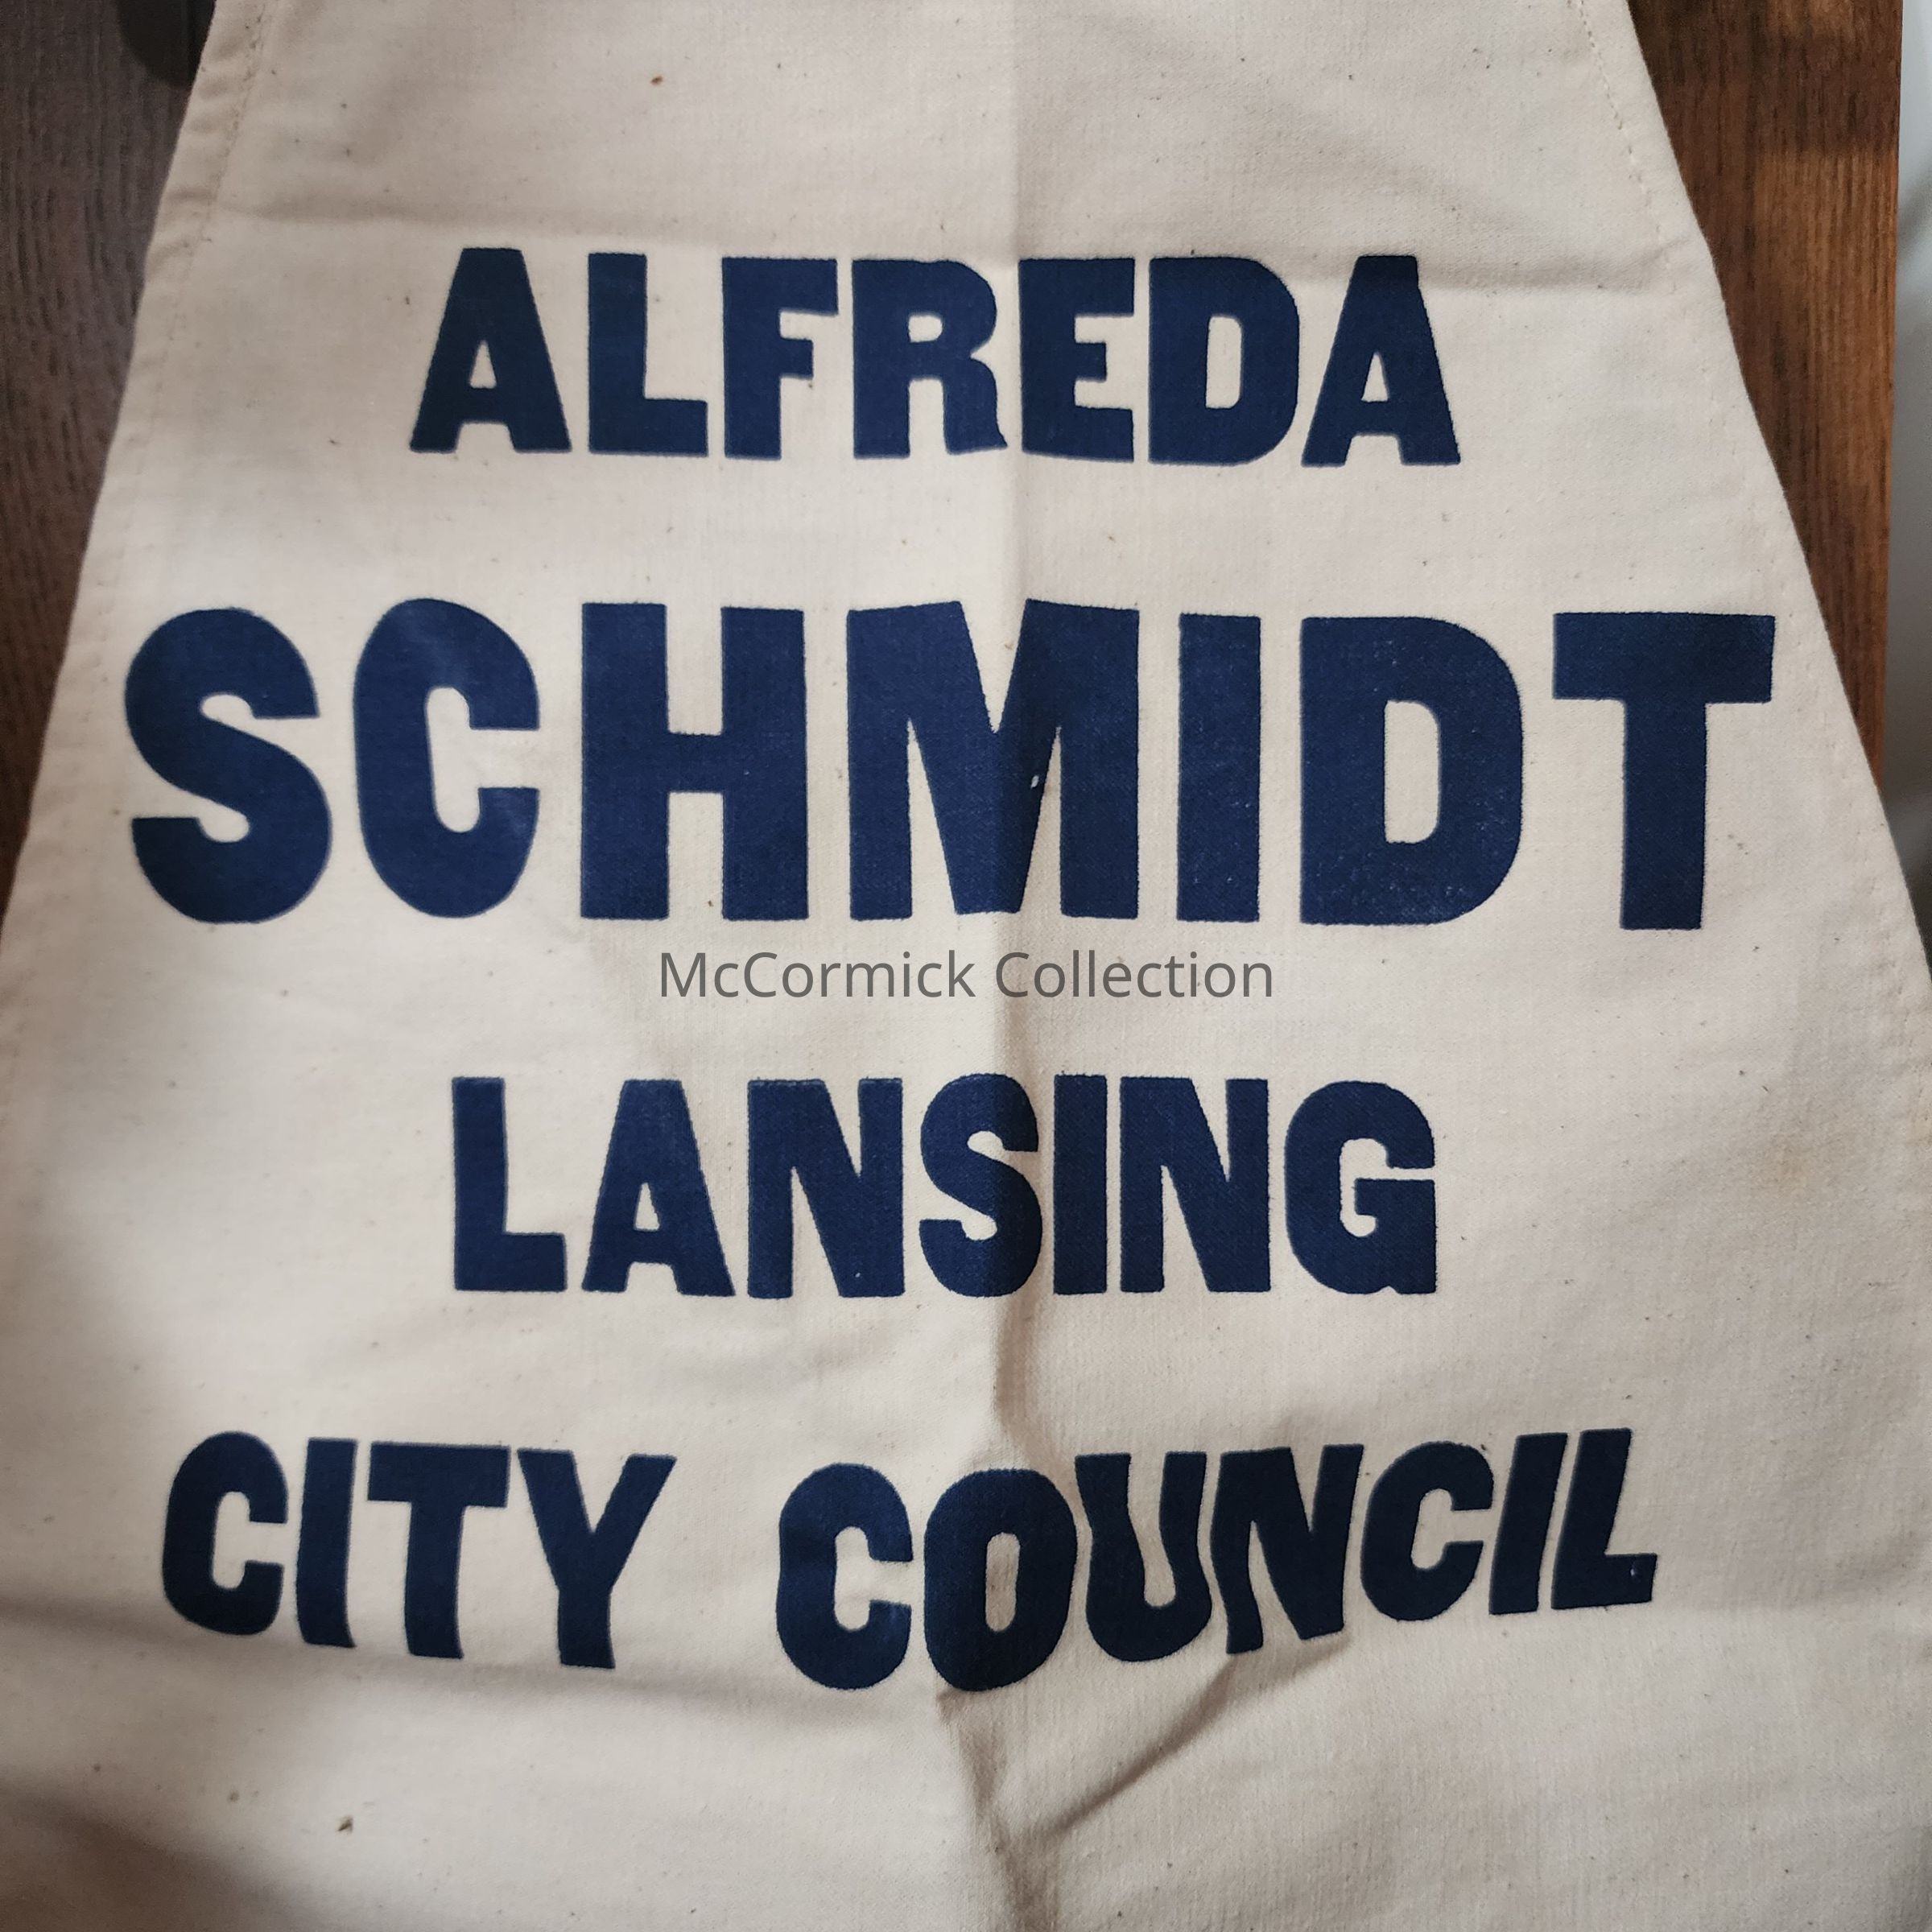 ALFREDA
SCHMIDT
McCormick Collection
LANSING
CITY COUNCIL